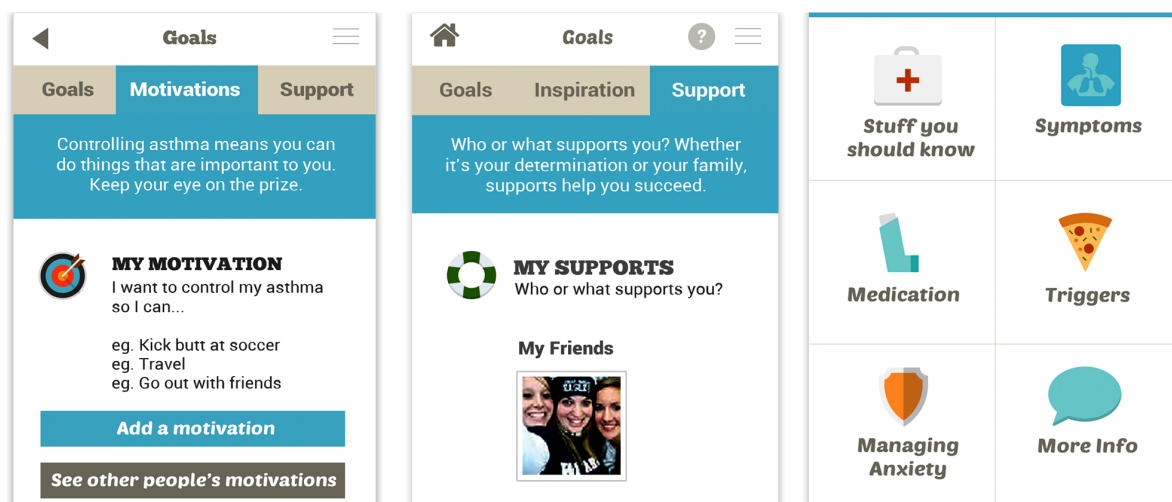 Goals
Goals
Motivations
Support
Controlling asthma means you can
do things that are important to you.
Keep your eye on the prize.
MY MOTIVATION
I want to control my asthma
so I can...
eg. Kick butt at soccer
eg. Travel
eg. Go out with friends
Add a motivation
See other people's motivations
Goals
?
Goals
Inspiration
Support
Who or what supports you? Whether
it's your determination or your family,
supports help you succeed.
MY SUPPORTS
Who or what supports you?
My Friends
Stuff you
should know
Symptoms
Medication
Triggers
Managing
Anxiety
More Info